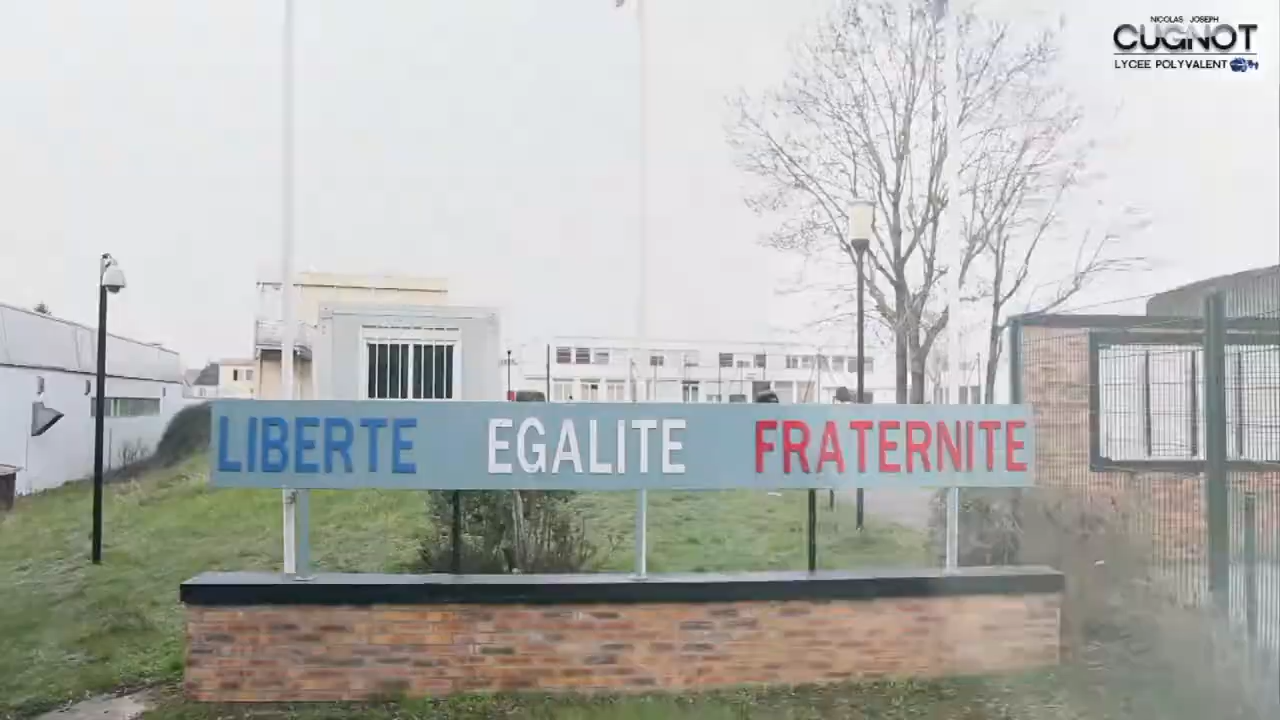 NICOLAS JOSEPH
CUGNOT
LYCEE POLYVALENT
LIBERTE EGALITE FRATERNITE